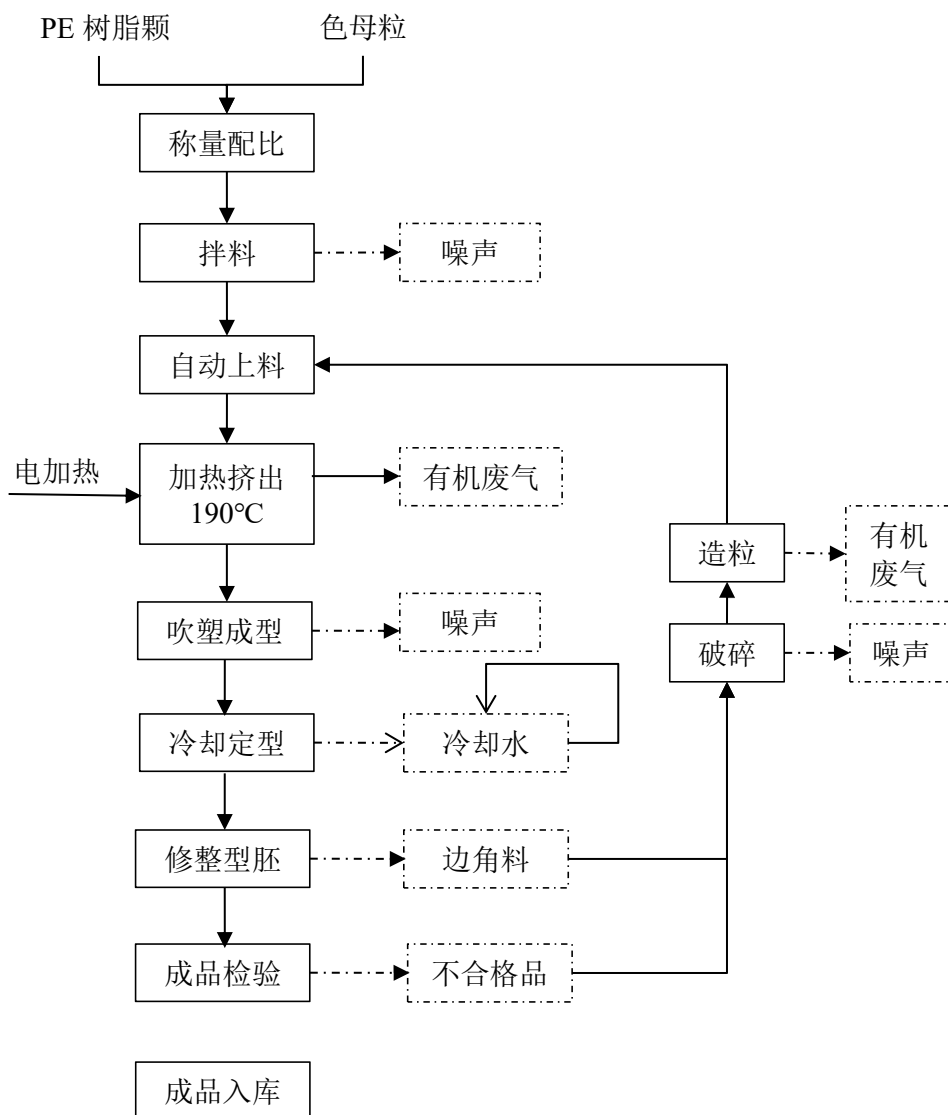 PE 树脂颗
色母粒
称量配比
拌料
噪声
自动上料
电加热
加热挤出
190℃
有机废气
造粒
有机
废气
吹塑成型
噪声
破碎
噪声
冷却定型
冷却水
修整型胚
边角料
成品检验
不合格品
成品入库